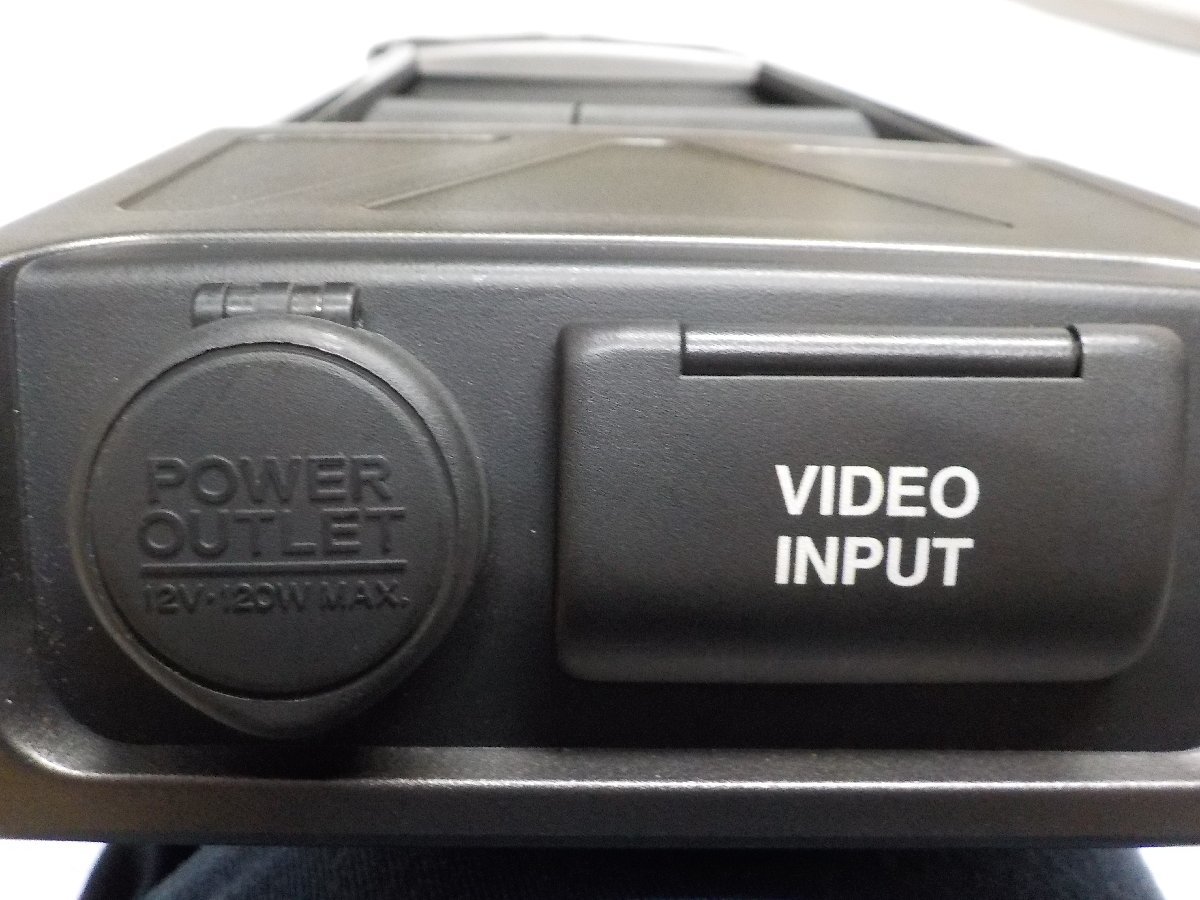 POWER
OUTLET
12V·120W MAX.
VIDEO
INPUT